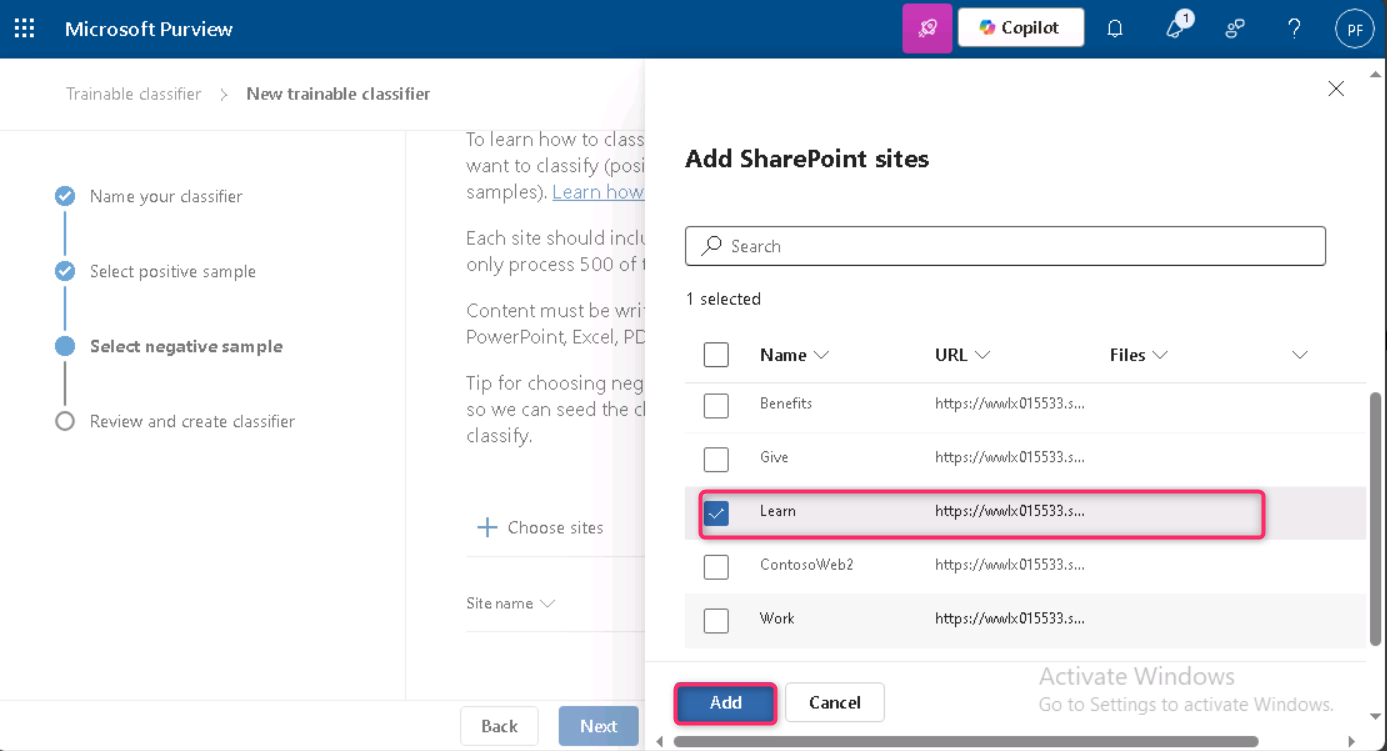 Microsoft Purview
Copilot
1
PF
Trainable classifier > New trainable classifier
Name your classifier
Select positive sample
Select negative sample
Review and create classifier
To learn how to class
want to classify (posi
samples). Learn how
Each site should inclu
only process 500 of t
Content must be wri
PowerPoint, Excel, PD
Tip for choosing neg
so we can seed the cl
classify.
+ Choose sites
Site name
Back
Next
Add SharePoint sites
Search
1 selected
Name URL Files
Benefits https://wwlx015533.s...
Give https://wwlx015533.s...
Learn https://wwlx015533.s...
ContosoWeb2 https://wwlx015533.s...
Work https://wwlx015533.s...
Add
Cancel
Activate Windows
Go to Settings to activate Windows.